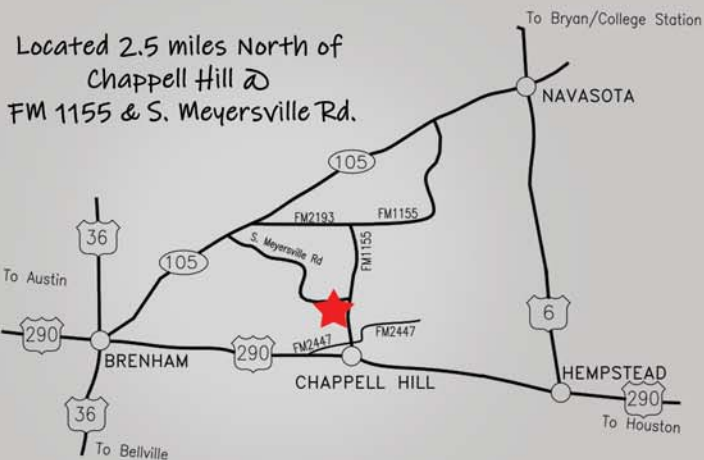 To Bryan/College Station
Located 2.5 miles North of
Chappell Hill @
FM 1155 & S. Meyersville Rd.
NAVASOTA
105
FM2193
FM1155
36
S. Meyersville Rd
FM1155
105
To Austin
6
290
BRENHAM
290
FM2447
FM2447
CHAPPELL HILL
HEMPSTEAD
290
36
To Houston
To Bellville